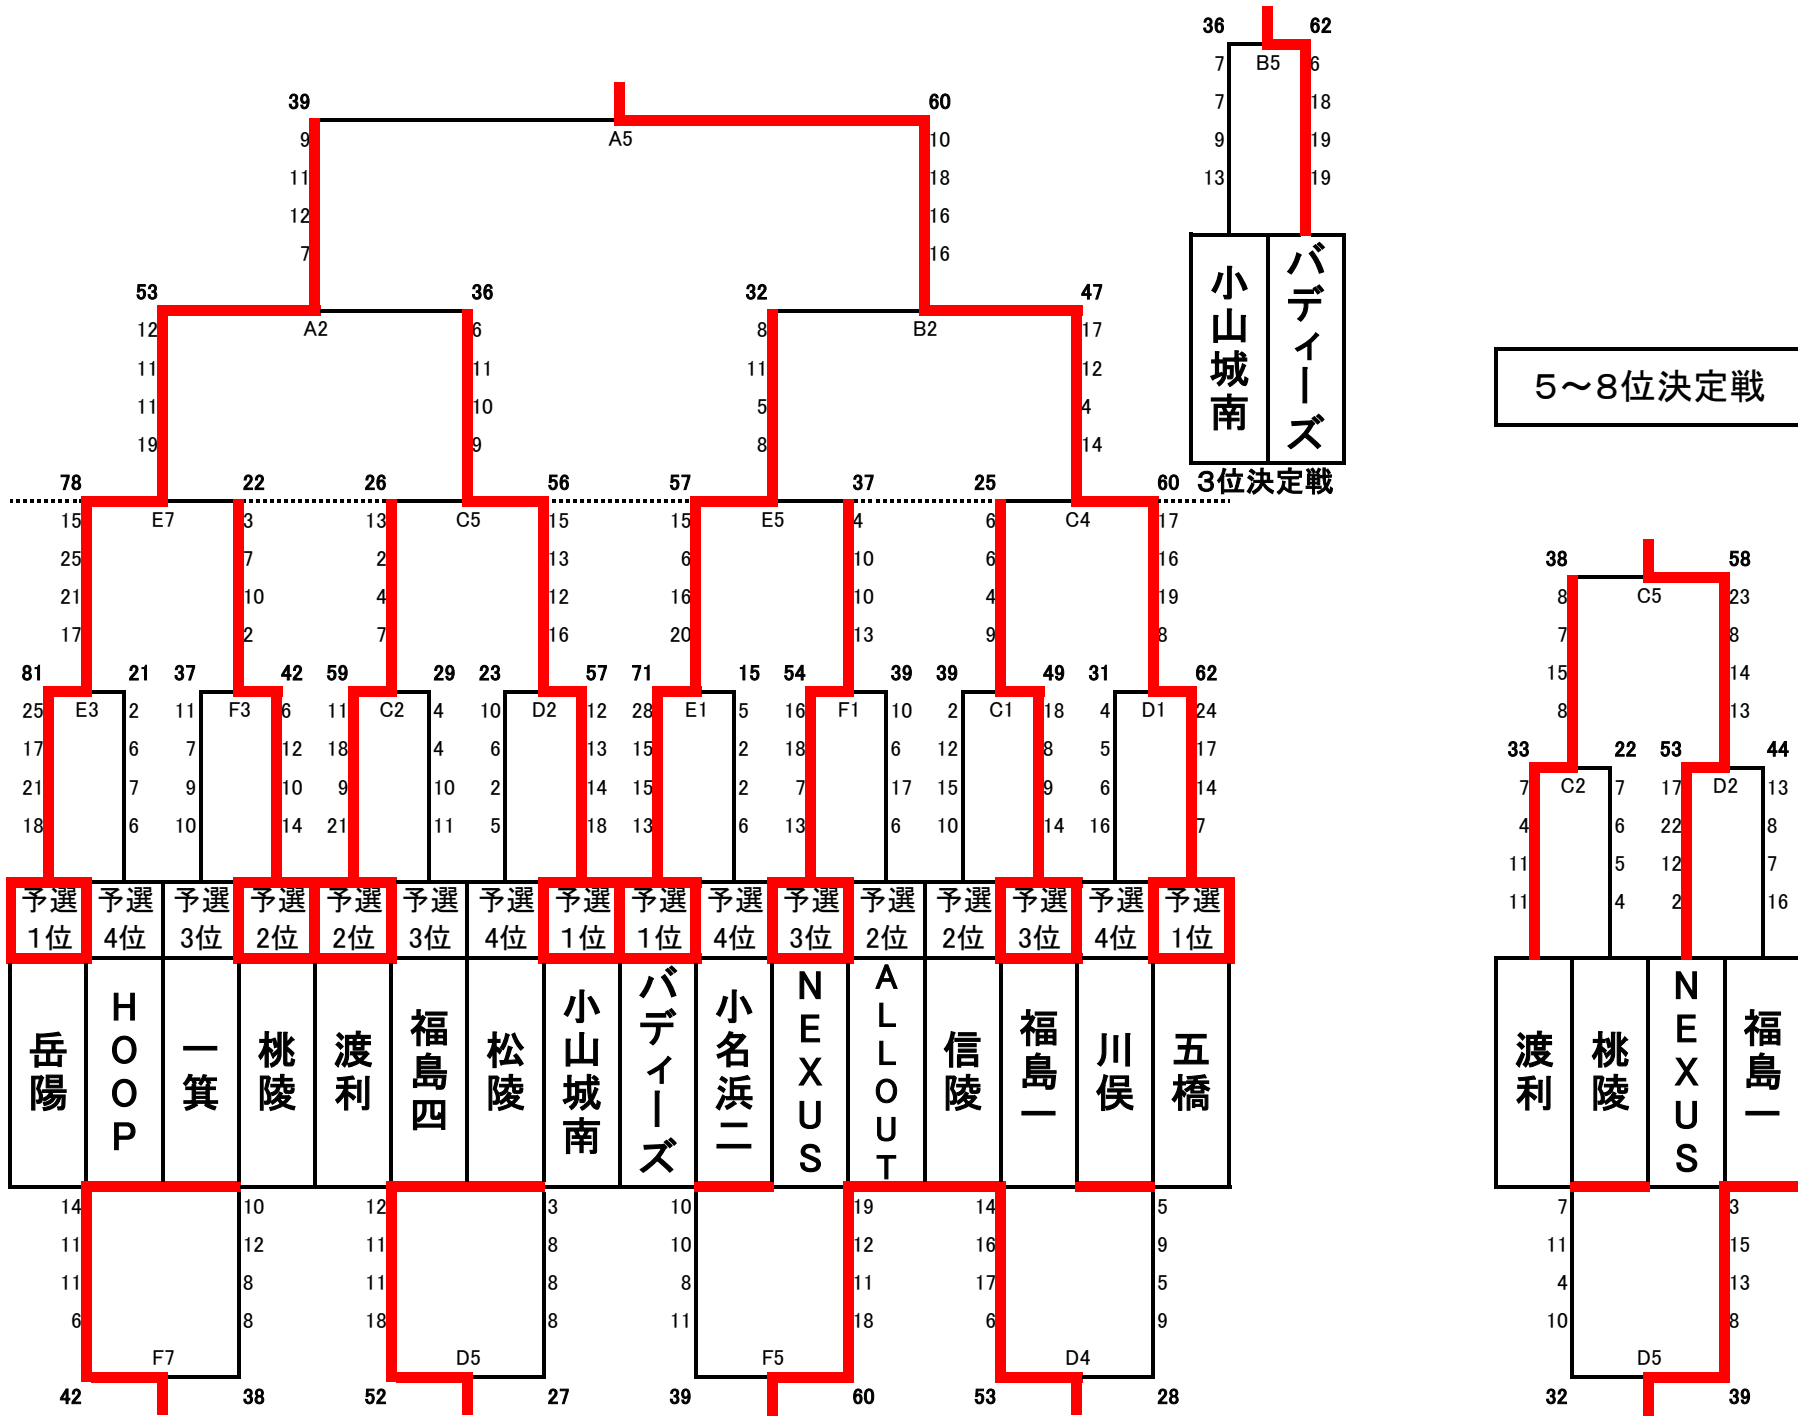 36 62
7 B5 6
7 18
9 19
13 19
39 60
9 A5 10
11 18
12 16
7 16
小山城南 バディーズ
3位決定戦
53 36 32 47
12 A2 6 8 B2 17
11 11 11 12
11 10 5 4
19 9 8 14
5～8位決定戦
78 22 26 56 57 37 25 60
15 E7 3 13 C5 15 15 E5 4 6 C4 17
25 7 2 13 6 10 6 16
21 10 4 12 16 10 4 19
17 2 7 16 20 13 9 8
81 21 37 42 59 29 23 57 71 15 54 39 39 49 31 62
25 E3 2 11 F3 6 11 C2 4 10 D2 12 28 E1 5 16 F1 10 2 C1 18 4 D1 24
17 6 7 12 18 4 6 13 15 2 18 6 12 8 5 17
21 7 9 10 9 10 2 14 15 2 7 17 15 9 6 14
18 6 10 14 21 11 5 18 13 6 13 6 10 14 16 7
予選 予選 予選 予選 予選 予選 予選 予選 予選 予選 予選 予選 予選 予選 予選 予選
1位 4位 3位 2位 2位 3位 4位 1位 1位 4位 3位 2位 2位 3位 4位 1位
岳陽 HOOP 一箕 桃陵 渡利 福島四 松陵 小山城南 バディーズ 小名浜二 NEXUS ALLOUT 信陵 福島一 川俣 五橋
14 10 12 3 10 19 14 5
11 12 11 8 10 12 16 9
11 8 11 8 8 11 17 5
6 8 18 8 11 18 6 9
F7 D5 F5 D4
42 38 52 27 39 60 53 28
38 58
8 C5 23
7 8
15 14
8 13
33 22 53 44
7 C2 7 17 D2 13
4 6 22 8
11 5 12 7
11 4 2 16
渡利 桃陵 NEXUS 福島一
7 3
11 15
4 13
10 8
D5
32 39